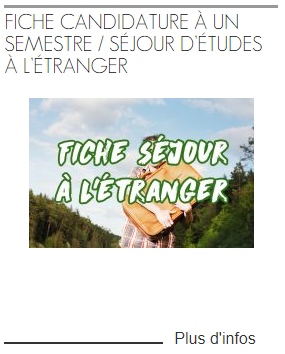 FICHE CANDIDATURE À UN
SEMESTRE / SÉJOUR D'ÉTUDES
À L'ÉTRANGER
FICHE SÉJOUR
À L'ÉTRANGER
Plus d'infos